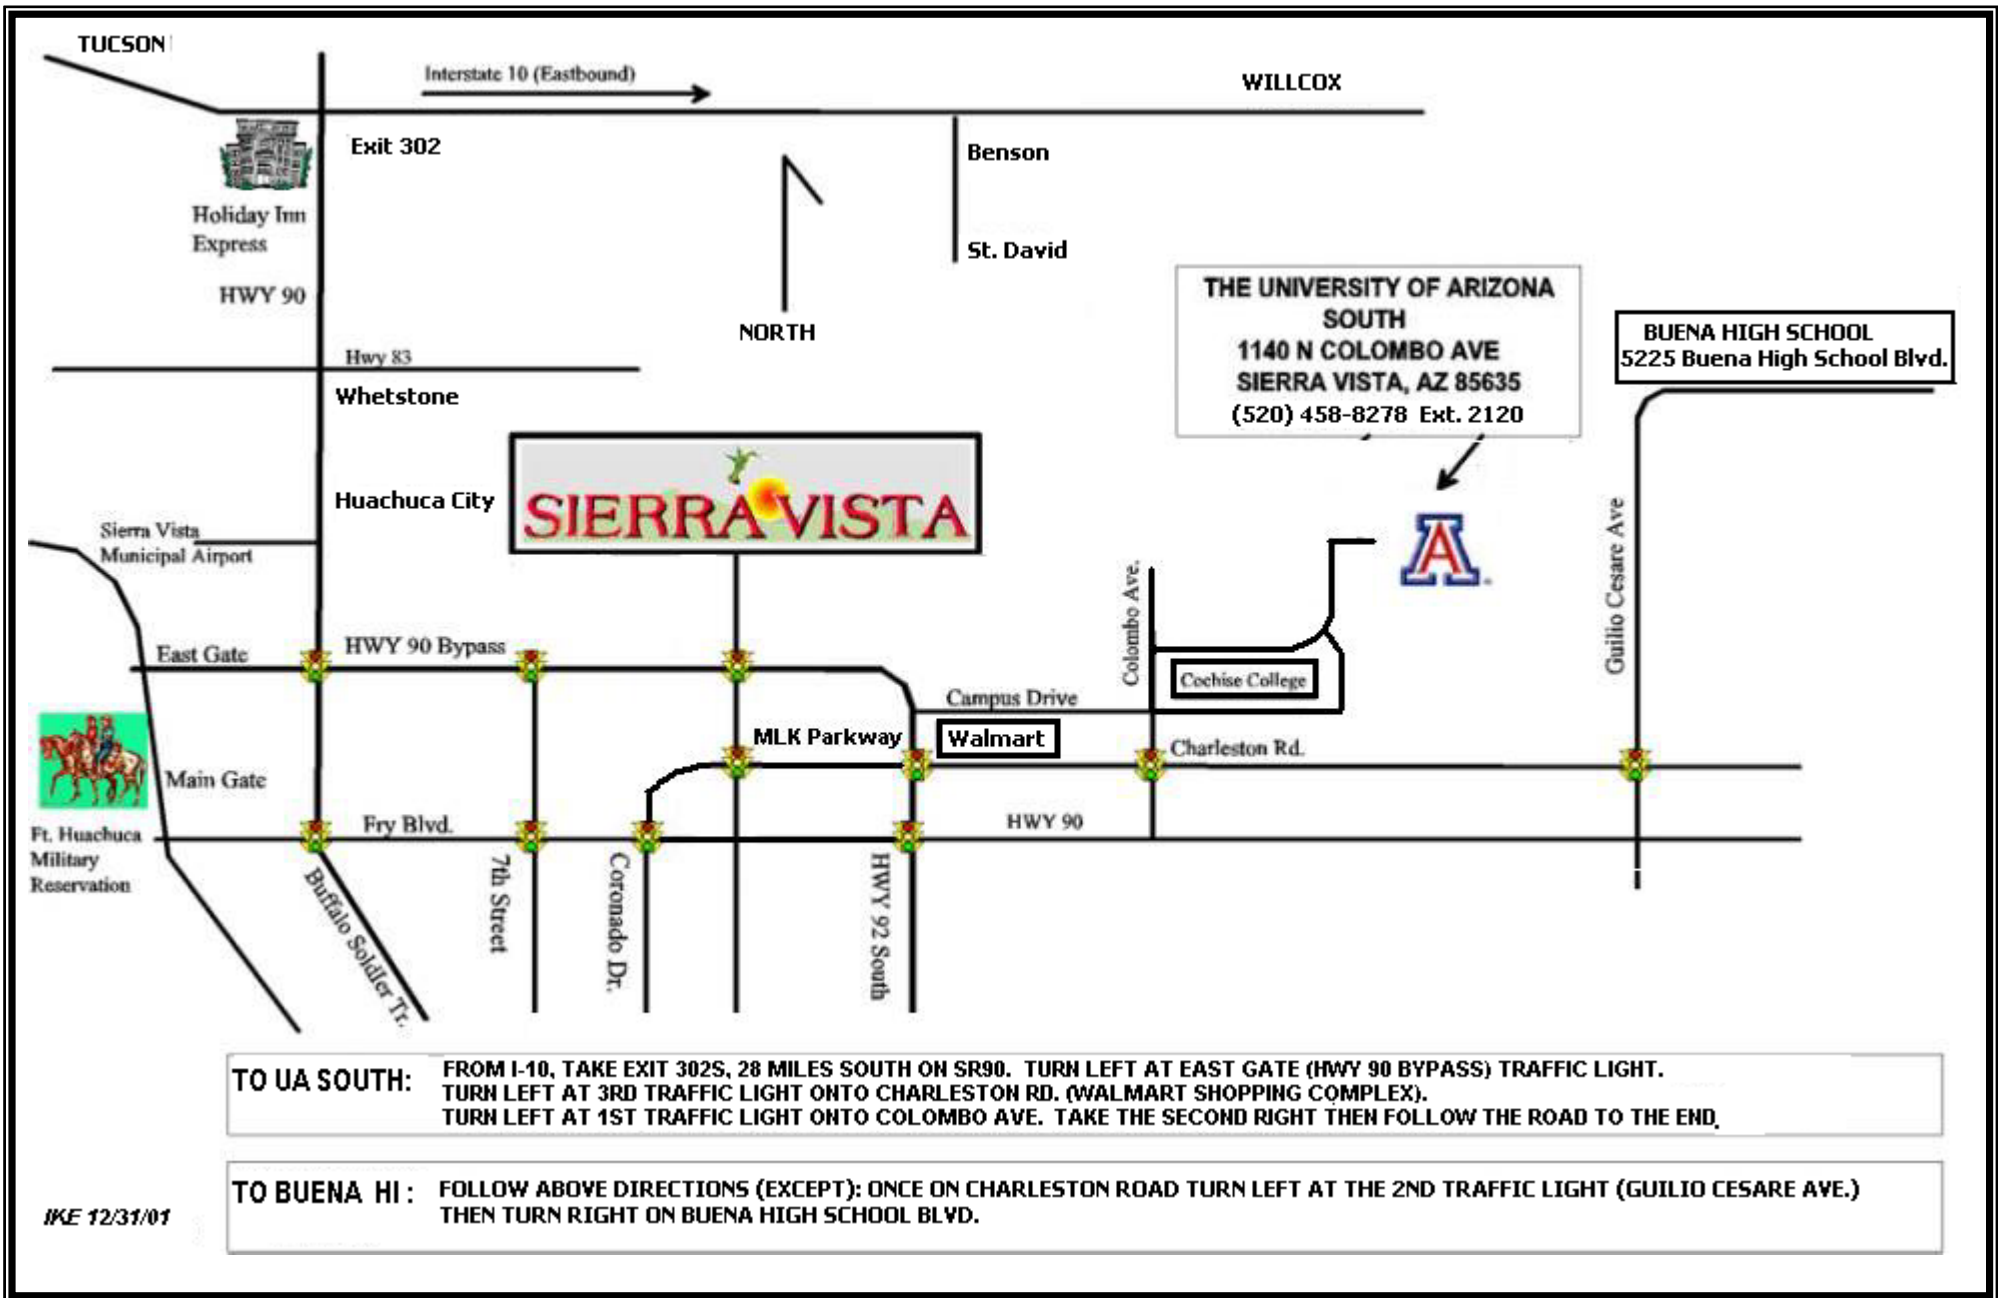 TUCSON
Interstate 10 (Eastbound)
WILLCOX
Exit 302
Benson
Holiday Inn
Express
St. David
HWY 90
NORTH
THE UNIVERSITY OF ARIZONA
SOUTH
1140 N COLOMBO AVE
SIERRA VISTA, AZ 85635
(520) 458-8278 Ext. 2120
BUENA HIGH SCHOOL
5225 Buena High School Blvd.
Hwy 83
Whetstone
Huachuca City
SIERRA VISTA
Sierra Vista
Municipal Airport
A
Colombo Ave.
Guilio Cesare Ave
East Gate
HWY 90 Bypass
Cochise College
Campus Drive
MLK Parkway
Walmart
Charleston Rd.
Main Gate
Fry Blvd.
HWY 90
Ft. Huachuca
Military
Reservation
Buffalo Soldier Tr.
7th Street
Coronado Dr.
HWY 92 South
TO UA SOUTH:
FROM I-10, TAKE EXIT 302S, 28 MILES SOUTH ON SR90. TURN LEFT AT EAST GATE (HWY 90 BYPASS) TRAFFIC LIGHT.
TURN LEFT AT 3RD TRAFFIC LIGHT ONTO CHARLESTON RD. (WALMART SHOPPING COMPLEX).
TURN LEFT AT 1ST TRAFFIC LIGHT ONTO COLOMBO AVE. TAKE THE SECOND RIGHT THEN FOLLOW THE ROAD TO THE END.
TO BUENA HI :
FOLLOW ABOVE DIRECTIONS (EXCEPT): ONCE ON CHARLESTON ROAD TURN LEFT AT THE 2ND TRAFFIC LIGHT (GUILIO CESARE AVE.)
THEN TURN RIGHT ON BUENA HIGH SCHOOL BLVD.
IKE 12/31/01